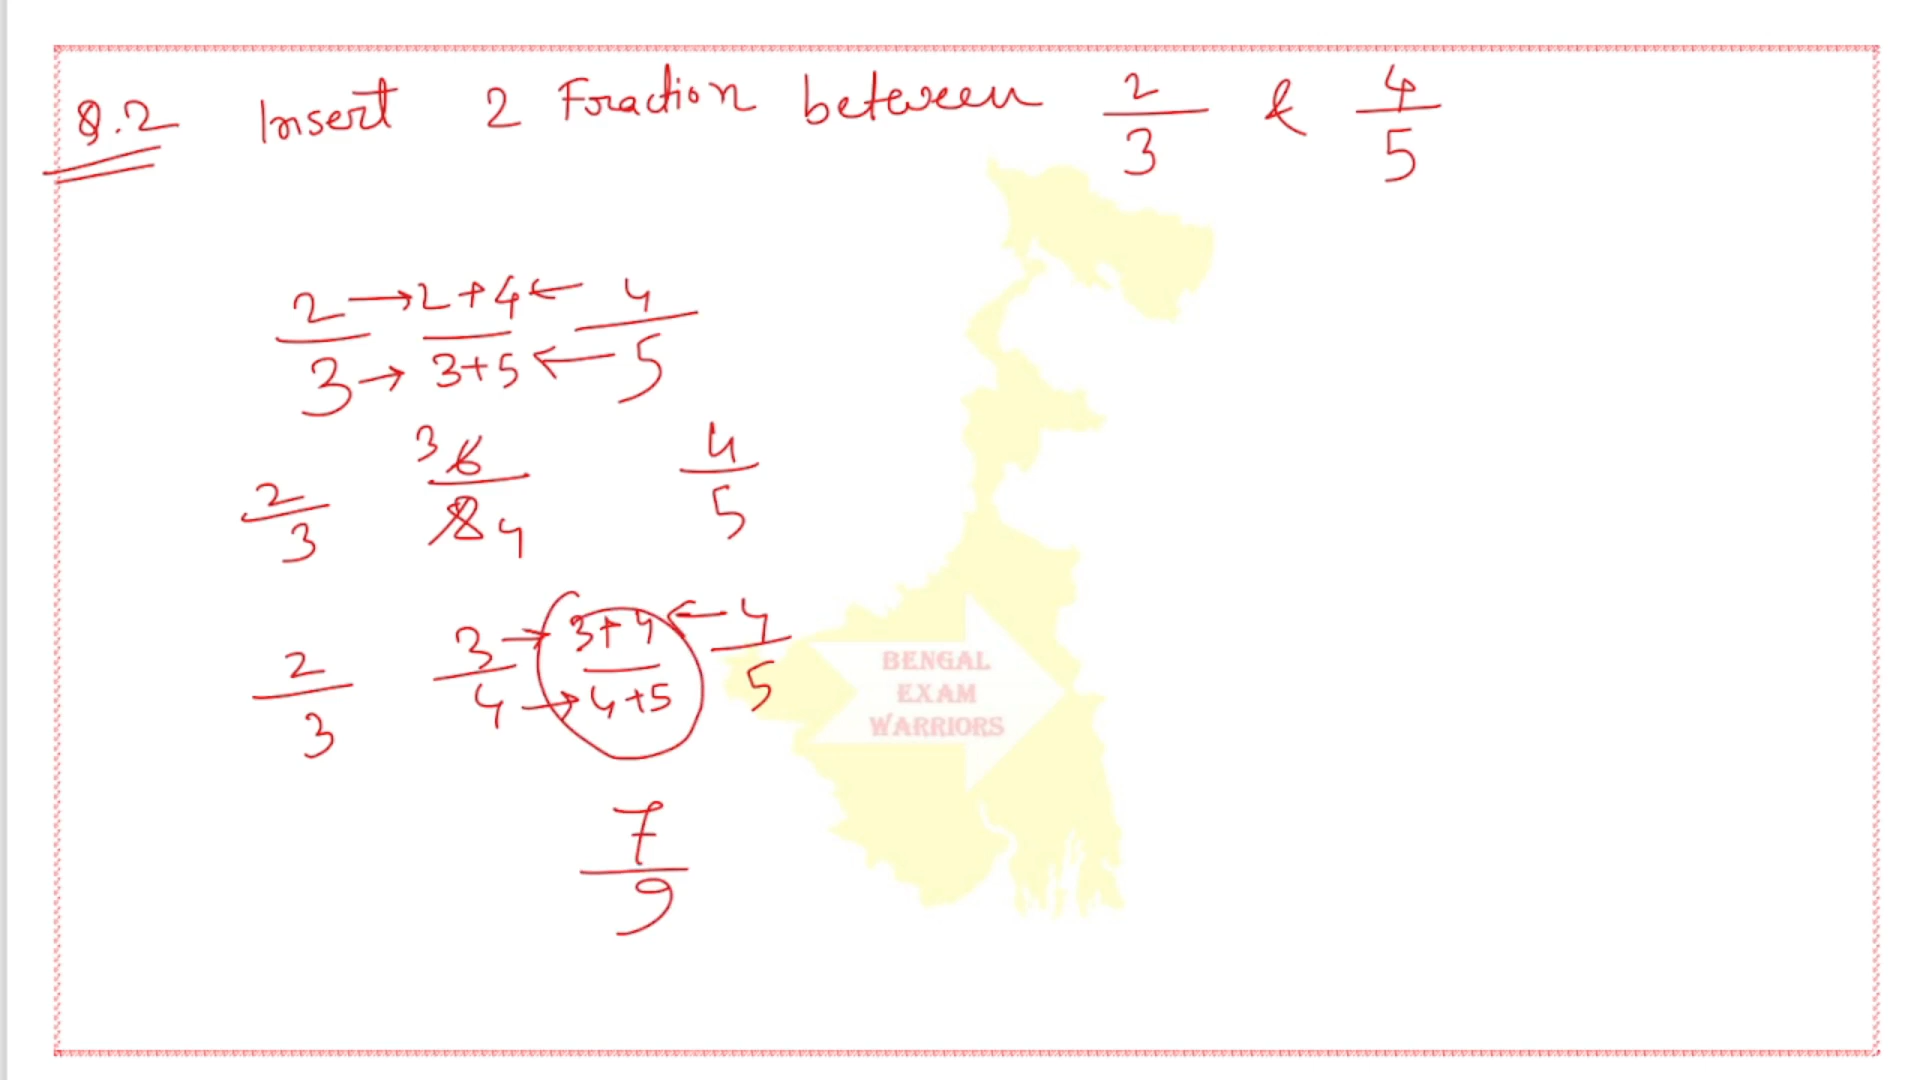 Q.2 Insert 2 Fraction between 2/3 & 4/5
2/3 → (2+4)/(3+5) ← 4/5
2/3 3 6/8 4 4/5
2/3 3/4 → (3+4)/(4+5) ← 4/5
7/9
BENGAL
EXAM
WARRIORS